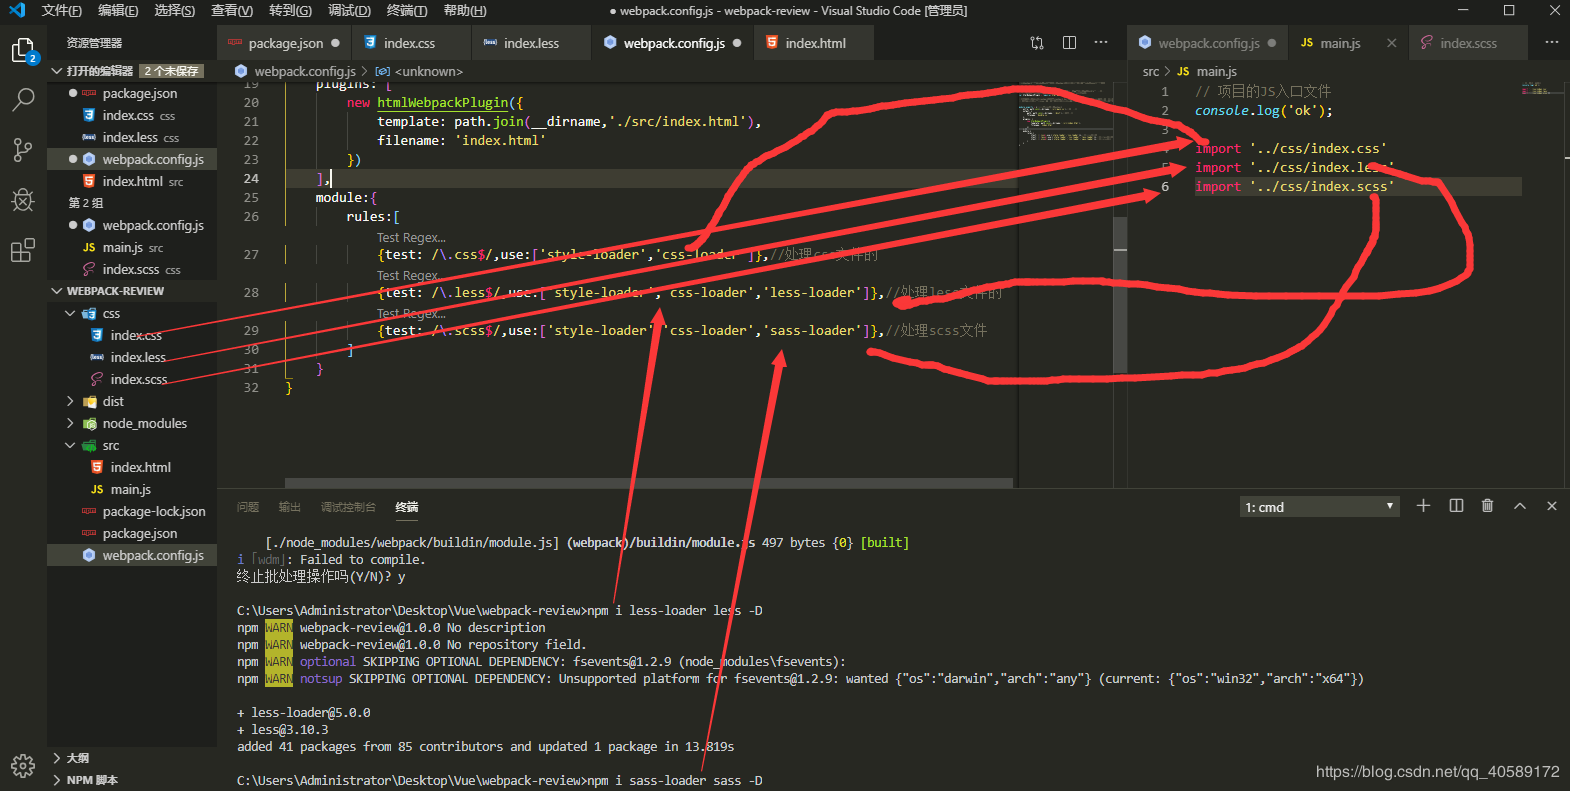 文件(F) 编辑(E) 选择(S) 查看(V) 转到(G) 调试(D) 终端(T) 帮助(H)
● webpack.config.js - webpack-review - Visual Studio Code [管理员]
资源管理器
打开的编辑器 2 个未保存
package.json
index.css css
index.less css
webpack.config.js
index.html src
第 2 组
webpack.config.js
JS main.js src
index.scss css
WEBPACK-REVIEW
css
index.css
index.less
index.scss
dist
node_modules
src
index.html
JS main.js
package-lock.json
package.json
webpack.config.js
大纲
NPM 脚本
2
package.json ● index.css index.less webpack.config.js ● index.html
webpack.config.js > <unknown>
19 plugins: [
20 new htmlWebpackPlugin({
21 template: path.join(__dirname,'./src/index.html'),
22 filename: 'index.html'
23 })
24 ],
25 module:{
26 rules:[
Test Regex...
27 {test: /\.css$/,use:['style-loader','css-loader']},//处理css文件的
Test Regex...
28 {test: /\.less$/,use:['style-loader','css-loader','less-loader']},//处理less文件的
Test Regex...
29 {test: /\.scss$/,use:['style-loader','css-loader','sass-loader']},//处理scss文件
30 ]
31 }
32 }
webpack.config.js ● JS main.js index.scss
src > JS main.js
1 // 项目的JS入口文件
2 console.log('ok');
3
4 import '../css/index.css'
5 import '../css/index.less'
6 import '../css/index.scss'
问题 输出 调试控制台 终端
1: cmd
[./node_modules/webpack/buildin/module.js] (webpack)/buildin/module.js 497 bytes {0} [built]
i ｢wdm｣: Failed to compile.
终止批处理操作吗(Y/N)? y
C:\Users\Administrator\Desktop\Vue\webpack-review>npm i less-loader less -D
npm WARN webpack-review@1.0.0 No description
npm WARN webpack-review@1.0.0 No repository field.
npm WARN optional SKIPPING OPTIONAL DEPENDENCY: fsevents@1.2.9 (node_modules\fsevents):
npm WARN notsup SKIPPING OPTIONAL DEPENDENCY: Unsupported platform for fsevents@1.2.9: wanted {"os":"darwin","arch":"any"} (current: {"os":"win32","arch":"x64"})
+ less-loader@5.0.0
+ less@3.10.3
added 41 packages from 85 contributors and updated 1 package in 13.819s
C:\Users\Administrator\Desktop\Vue\webpack-review>npm i sass-loader sass -D
https://blog.csdn.net/qq_40589172